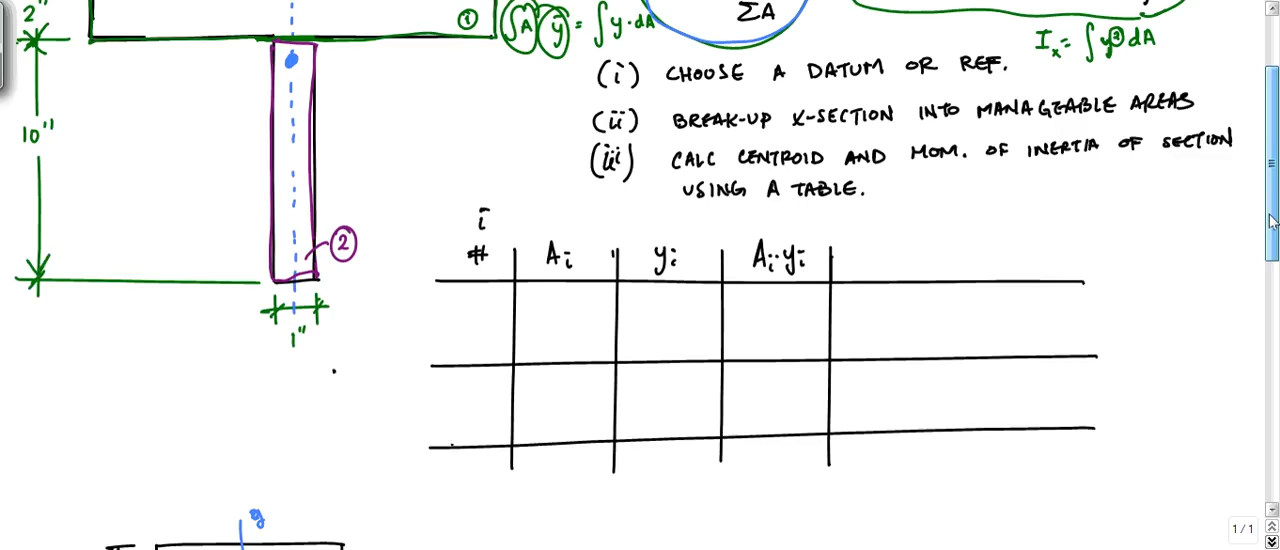 2"
①
∫A ȳ = ∫y·dA
ΣA
Iₓ = ∫y²dA
(i) CHOOSE A DATUM OR REF.
(ii) BREAK-UP X-SECTION INTO MANAGEABLE AREAS
(iii) CALC CENTROID AND MOM. OF INERTIA OF SECTION
USING A TABLE.
10"
②
1"
i
# Ai yi Ai·yi
y
1 / 1